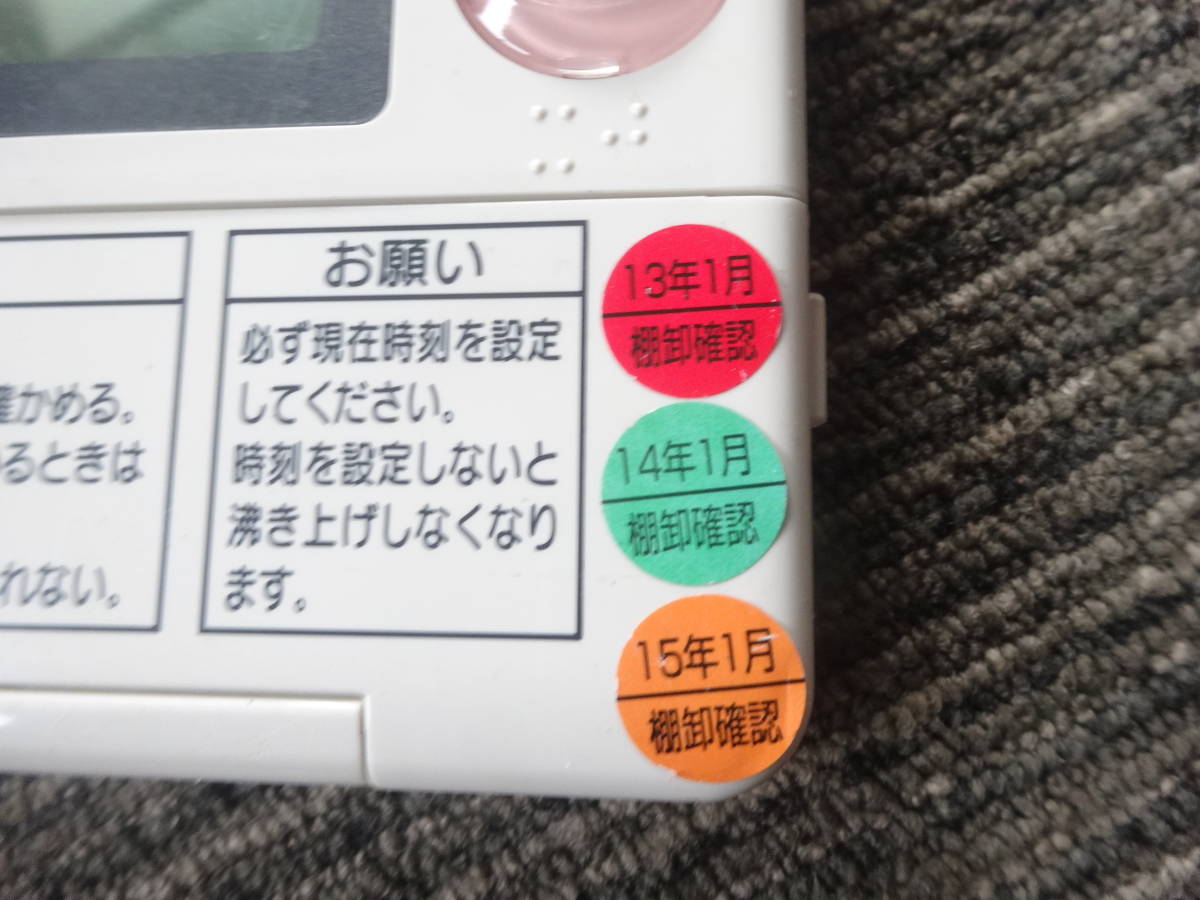 かめる。
るときは
れない。
お願い
必ず現在時刻を設定
してください。
時刻を設定しないと
沸き上げしなくなり
ます。
13年1月
棚卸確認
14年1月
棚卸確認
15年1月
棚卸確認